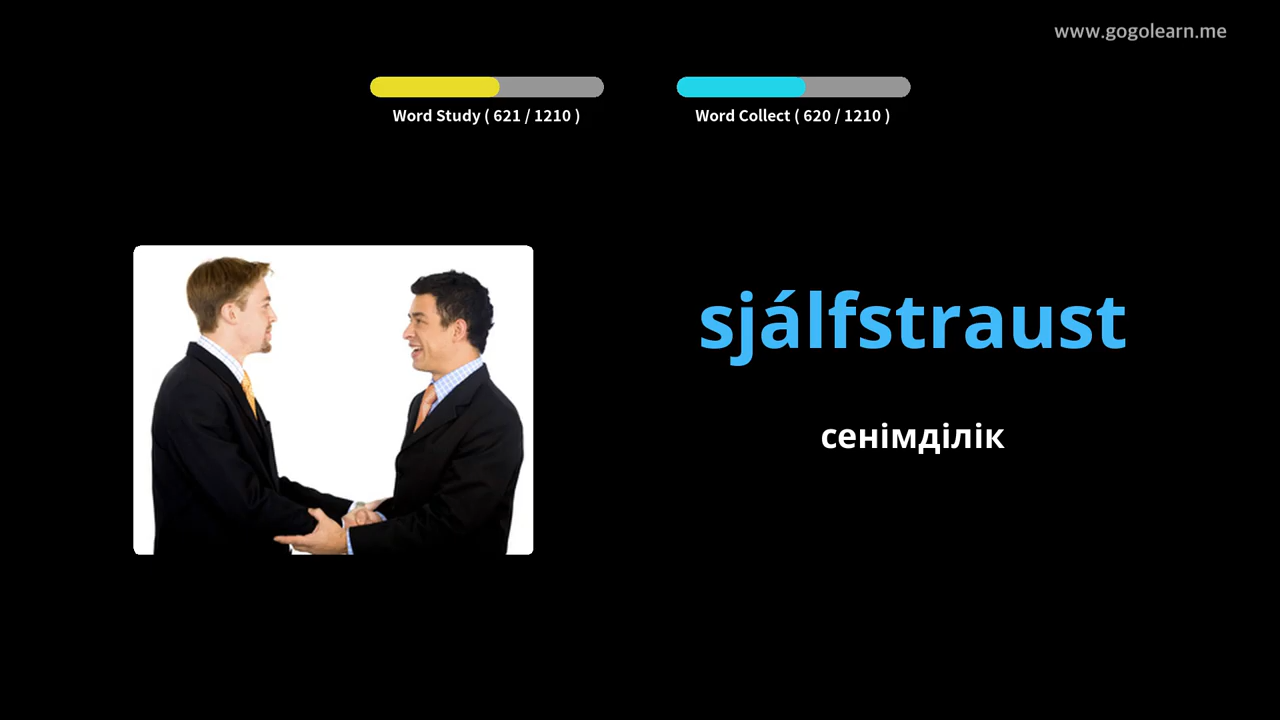 www.gogolearn.me
Word Study ( 621 / 1210 )
Word Collect ( 620 / 1210 )
sjálfstraust
сенімділік